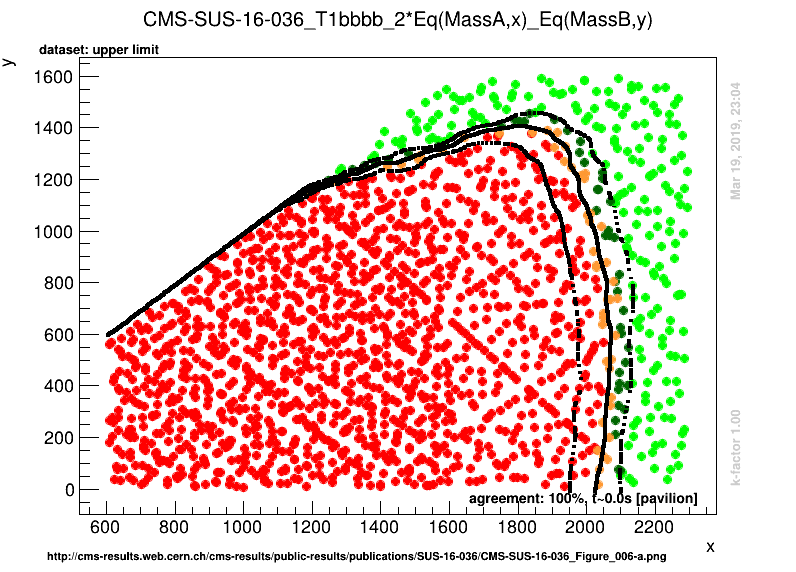 CMS-SUS-16-036_T1bbbb_2*Eq(MassA,x)_Eq(MassB,y)
dataset: upper limit
y
1600
1400
1200
1000
800
600
400
200
0
600 800 1000 1200 1400 1600 1800 2000 2200
x
agreement: 100%, t~0.0s [pavilion]
Mar 19, 2019, 23:04
k-factor 1.00
http://cms-results.web.cern.ch/cms-results/public-results/publications/SUS-16-036/CMS-SUS-16-036_Figure_006-a.png